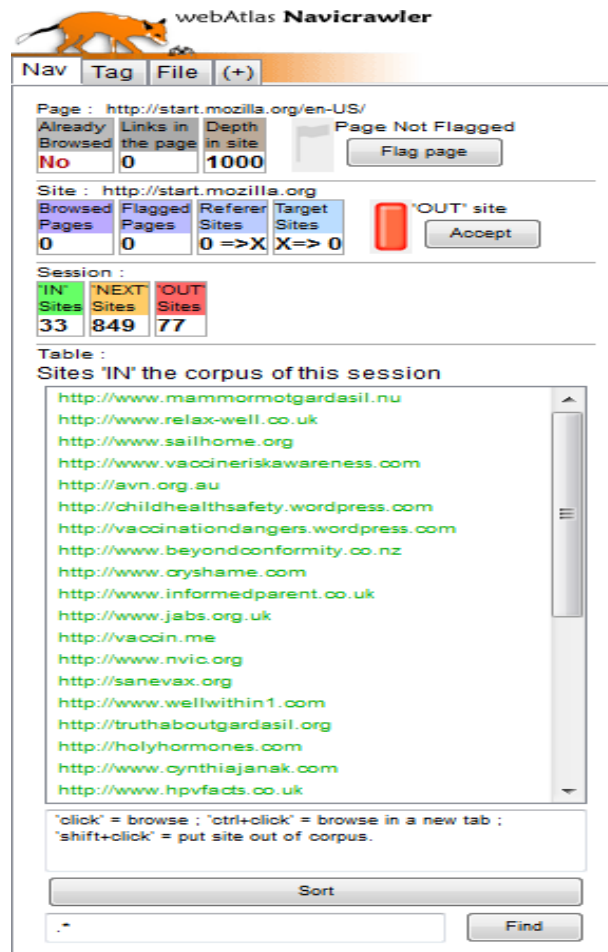 webAtlas Navicrawler
Nav Tag File (+)
Page : http://start.mozilla.org/en-US/
Already Browsed Links in the page Depth in site Page Not Flagged
No 0 1000 Flag page
Site : http://start.mozilla.org
Browsed Pages Flagged Pages Referer Sites Target Sites "OUT" site
0 0 0 =>X X=> 0 Accept
Session :
"IN" Sites "NEXT" Sites "OUT" Sites
33 849 77
Table :
Sites "IN" the corpus of this session
http://www.mammormotgardasil.nu
http://www.relax-well.co.uk
http://www.sailhome.org
http://www.vaccineriskawareness.com
http://avn.org.au
http://childhealthsafety.wordpress.com
http://vaccinationdangers.wordpress.com
http://www.beyondconformity.co.nz
http://www.cryshame.com
http://www.informedparent.co.uk
http://www.jabs.org.uk
http://vaccin.me
http://www.nvic.org
http://sanevax.org
http://www.wellwithin1.com
http://truthaboutgardasil.org
http://holyhormones.com
http://www.cynthiajanak.com
http://www.hpvfacts.co.uk
"click" = browse ; "ctrl+click" = browse in a new tab ;
"shift+click" = put site out of corpus.
Sort
.* Find